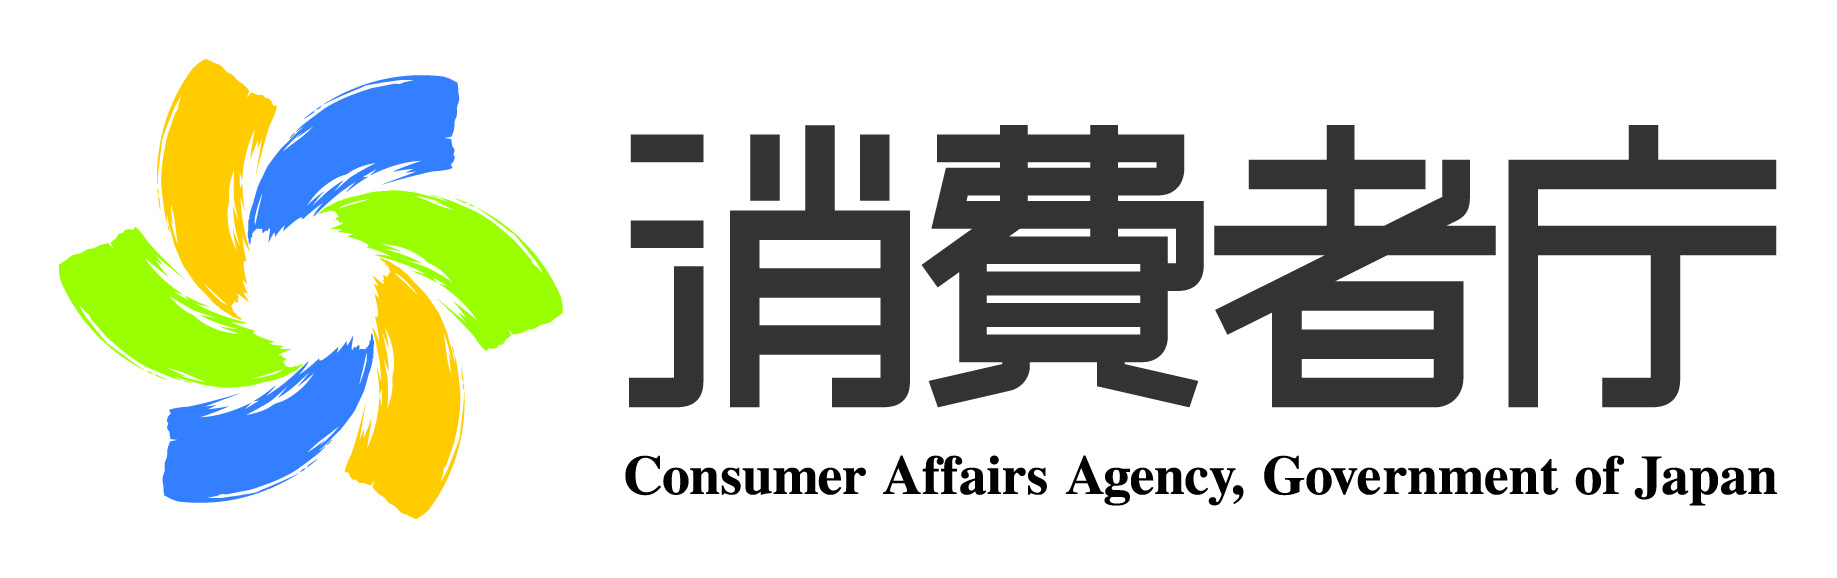 消費者庁
Consumer Affairs Agency, Government of Japan